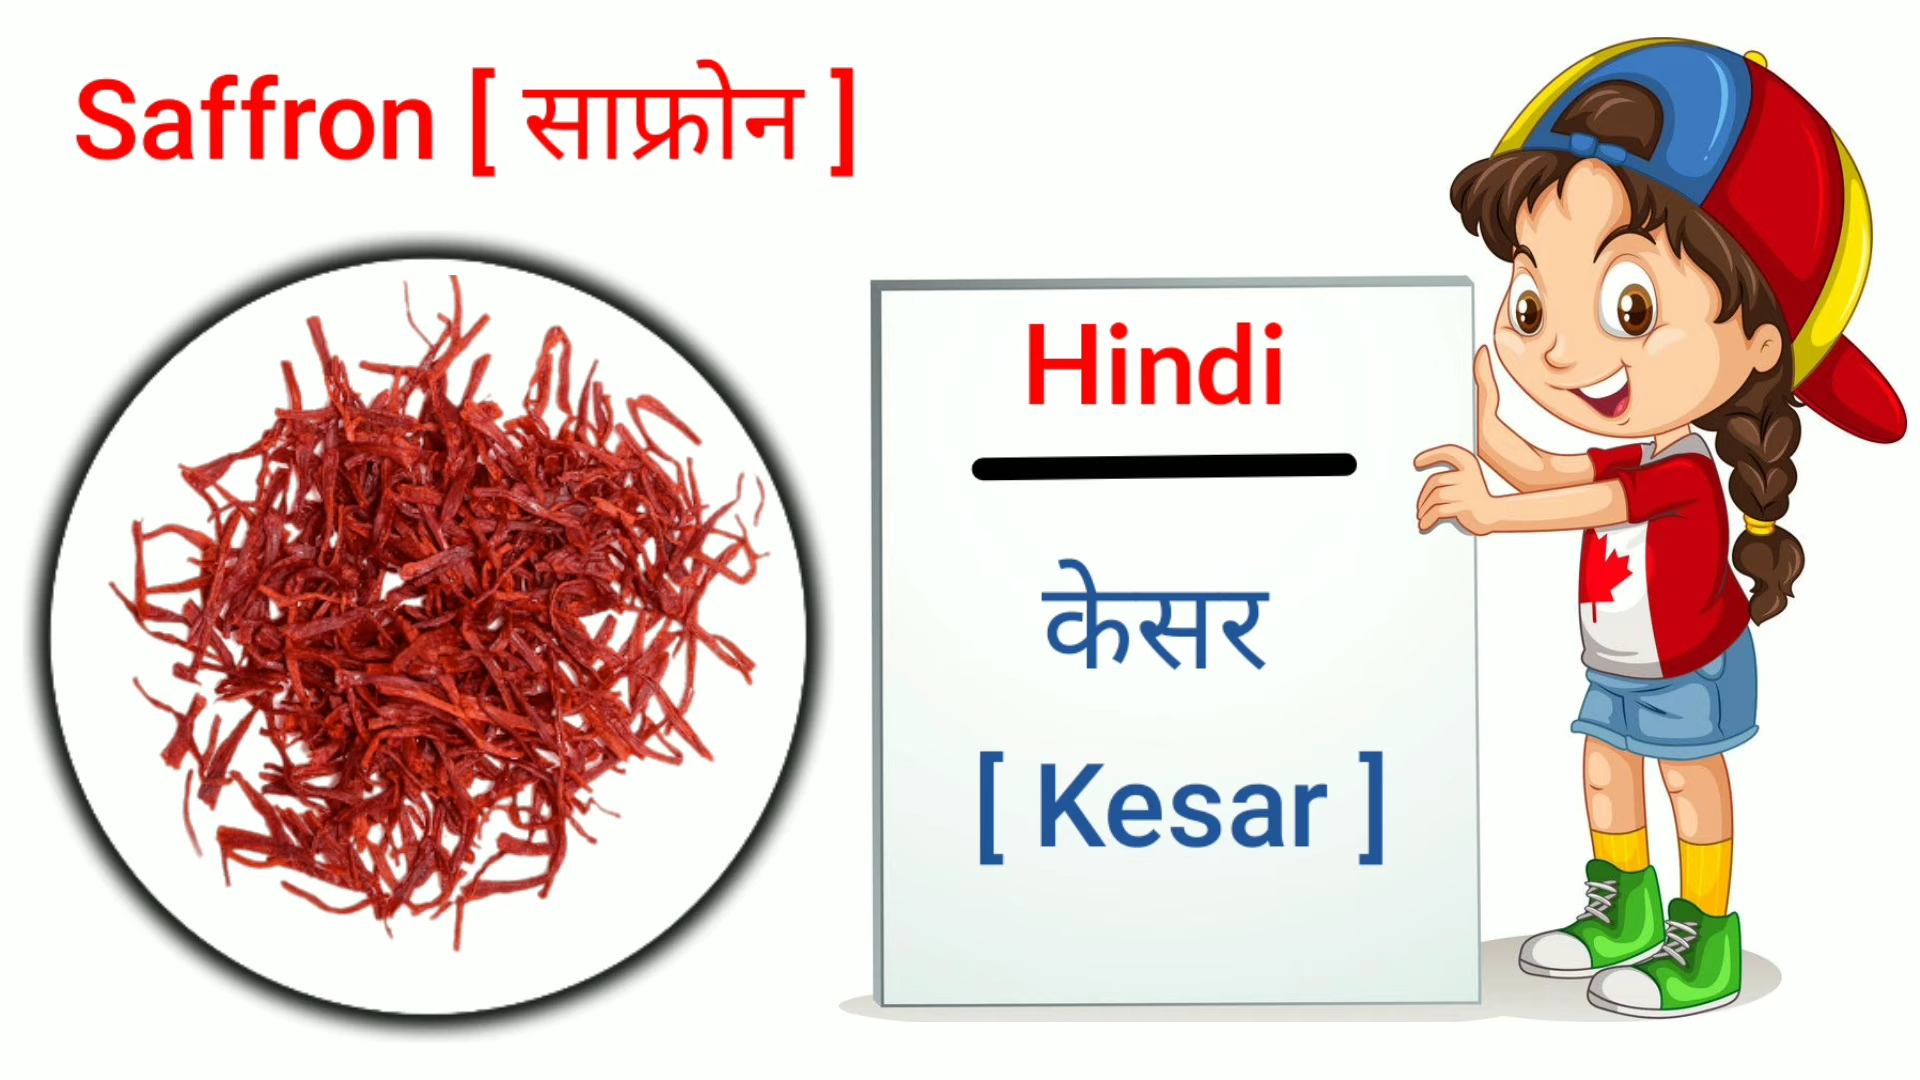 Saffron [ साफ्रोन ]
Hindi
केसर
[ Kesar ]